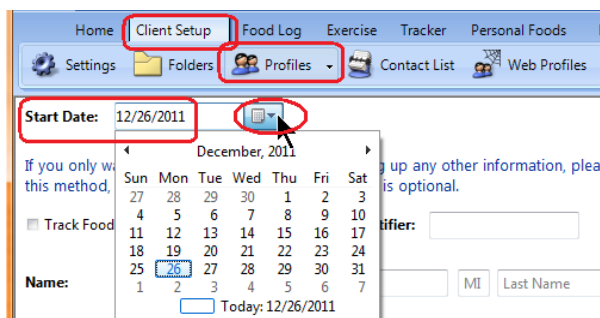 Home Client Setup Food Log Exercise Tracker Personal Foods
Settings Folders Profiles Contact List Web Profiles
Start Date: 12/26/2011
December, 2011
If you only wa g up any other information, plea
Sun Mon Tue Wed Thu Fri Sat
this method, is optional.
27 28 29 30 1 2 3
4 5 6 7 8 9 10
Track Food tifier:
11 12 13 14 15 16 17
18 19 20 21 22 23 24
25 26 27 28 29 30 31
Name: MI Last Name
1 2 3 4 5 6 7
Today: 12/26/2011